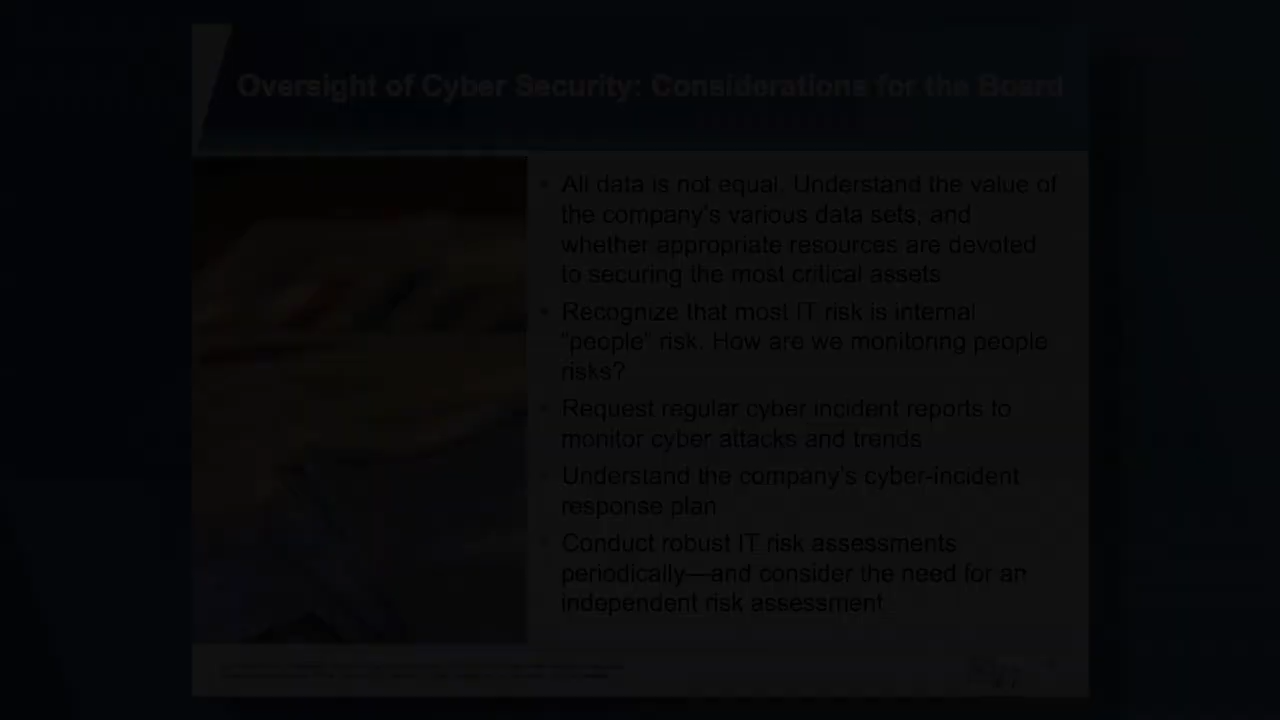 Oversight of Cyber Security: Considerations for the Board
• All data is not equal. Understand the value of
the company's various data sets, and
whether appropriate resources are devoted
to securing the most critical assets
• Recognize that most IT risk is internal
"people" risk. How are we monitoring people
risks?
• Request regular cyber incident reports to
monitor cyber attacks and trends
• Understand the company's cyber-incident
response plan
• Conduct robust IT risk assessments
periodically—and consider the need for an
independent risk assessment